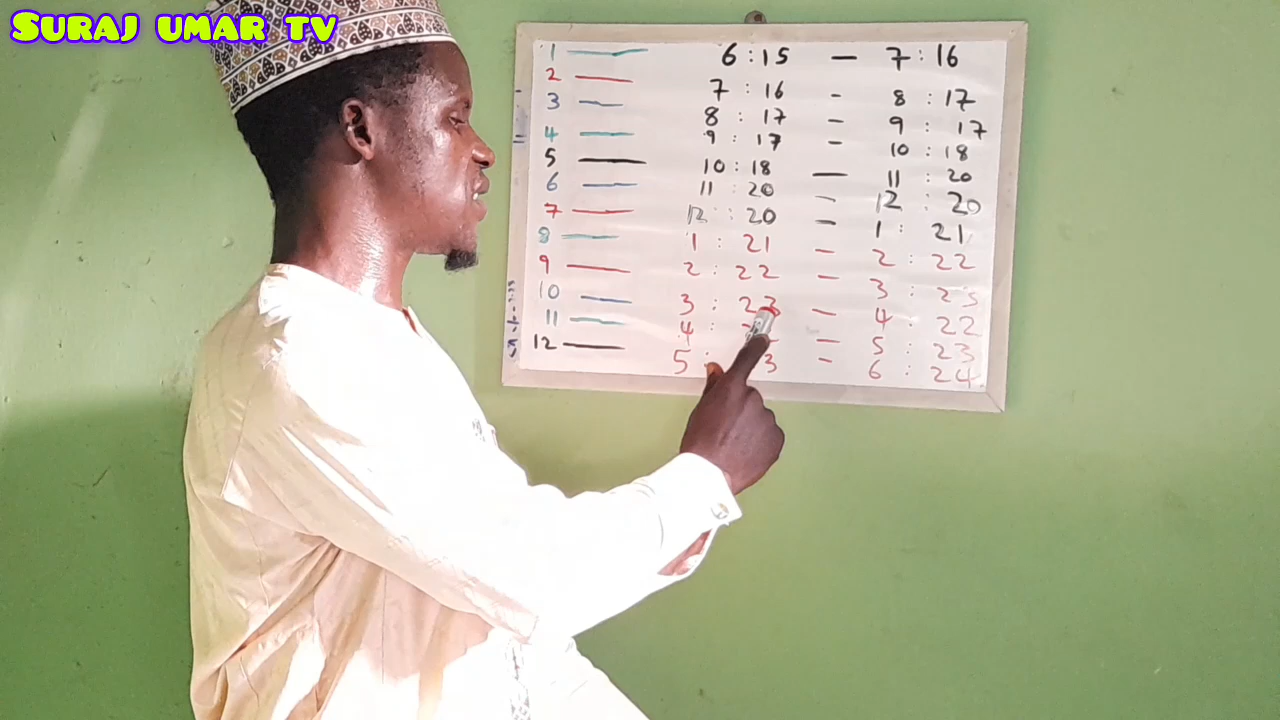 Suraj umar tv
1 —— 6:15 — 7:16
2 —— 7:16 - 8:17
3 —— 8:17 - 9:17
4 —— 9:17 - 10:18
5 —— 10:18 — 11:20
6 —— 11:20 - 12:20
7 —— 12:20 - 1:21
8 —— 1:21 - 2:22
9 —— 2:22 - 3:23
10 —— 3:23 - 4:22
11 —— 4: - 5:23
12 —— 5: 3 - 6:24